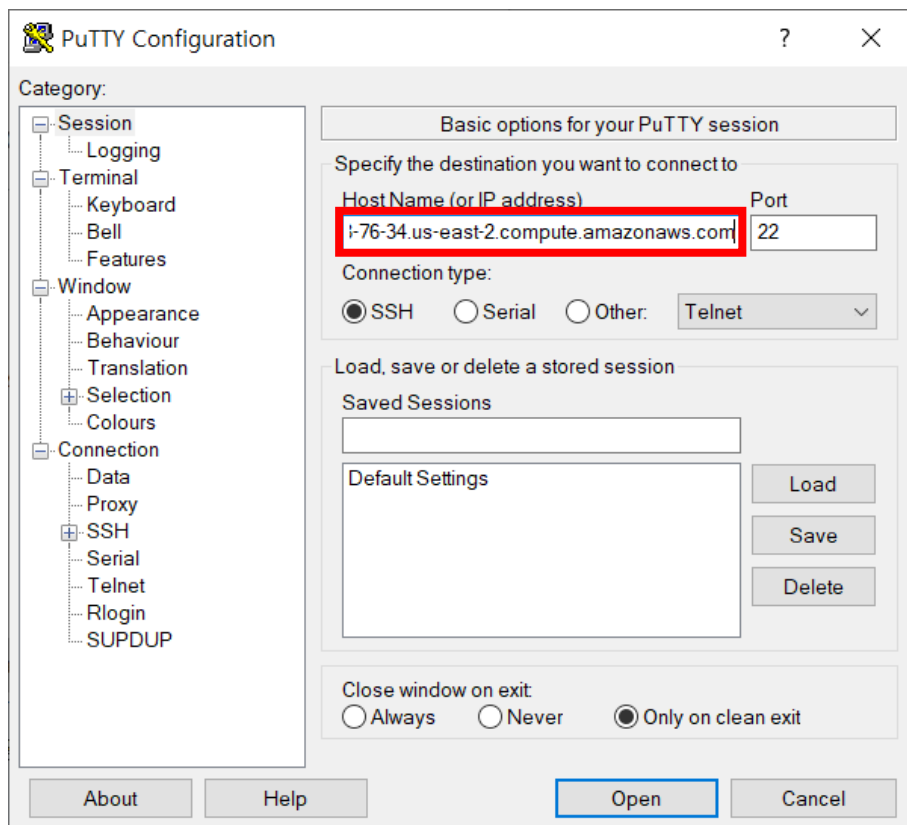 PuTTY Configuration
?
Category:
Session
Logging
Terminal
Keyboard
Bell
Features
Window
Appearance
Behaviour
Translation
Selection
Colours
Connection
Data
Proxy
SSH
Serial
Telnet
Rlogin
SUPDUP
Basic options for your PuTTY session
Specify the destination you want to connect to
Host Name (or IP address) Port
-76-34.us-east-2.compute.amazonaws.com 22
Connection type:
SSH Serial Other: Telnet
Load, save or delete a stored session
Saved Sessions
Default Settings
Load
Save
Delete
Close window on exit:
Always Never Only on clean exit
About Help Open Cancel